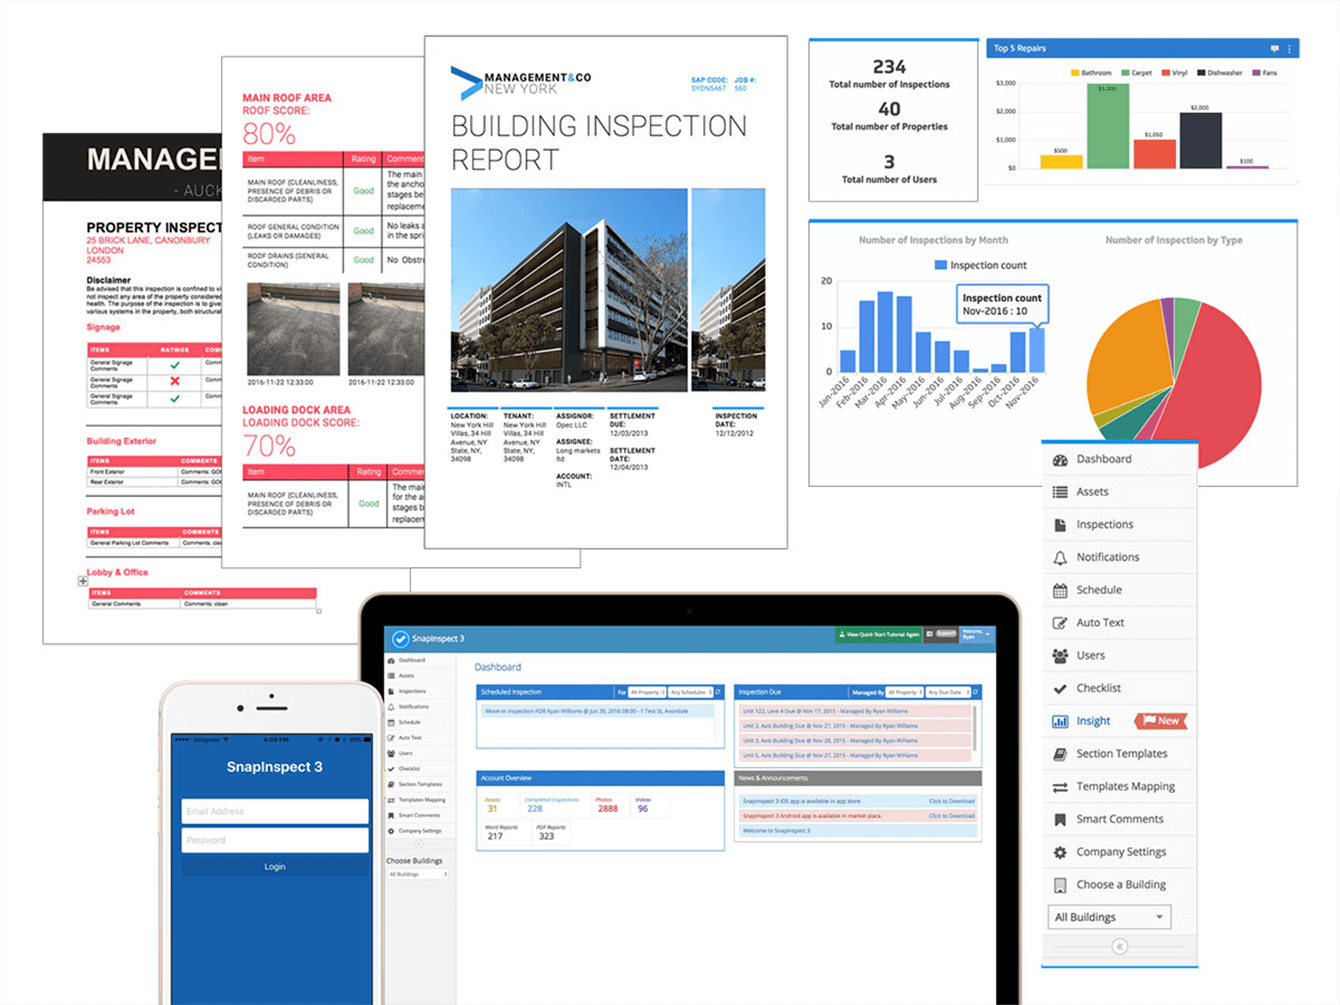 MANAGE
- AUCK
PROPERTY INSPECT
25 BRICK LANE, CANONBURY
LONDON
24553
Disclaimer
Be advised that this inspection is confined to vi
not inspect any area of the property considered
health. The purpose of the inspection is to give
various systems in the property, both structural
Signage
ITEMS RATINGS COM
General Signage Comments Comm
General Signage Comments Comm
General Signage Comments Comm
Building Exterior
ITEMS COMMENTS
Front Exterior Comments: GOO
Rear Exterior Comments: GOO
Parking Lot
ITEMS COMMENTS
General Parking Lot Comments Comments: clea
Lobby & Office
ITEMS COMMENTS
General Comments Comments: clean
MAIN ROOF AREA
ROOF SCORE:
80%
Item Rating Comment
MAIN ROOF (CLEANLINESS, PRESENCE OF DEBRIS OR DISCARDED PARTS) Good
The main
the ancho
stages be
replaceme
ROOF GENERAL CONDITION (LEAKS OR DAMAGES) Good
No leaks a
in the spri
ROOF DRAINS (GENERAL CONDITION) Good No Obstr
2016-11-22 12:33:00 2016-11-22 12:33:00
LOADING DOCK AREA
LOADING DOCK SCORE:
70%
Item Rating Commen
MAIN ROOF (CLEANLINESS, PRESENCE OF DEBRIS OR DISCARDED PARTS) Good
The mai
for the a
stages b
replacem
MANAGEMENT&CO
NEW YORK
SAP CODE: JOB #:
SYDN5467 560
BUILDING INSPECTION
REPORT
LOCATION:
New York Hill
Villas, 34 Hill
Avenue, NY
State, NY,
34098
TENANT:
New York Hill
Villas, 34 Hill
Avenue, NY
State, NY,
34098
ASSIGNOR:
Opec LLC
ASSIGNEE:
Long markets
ltd
ACCOUNT:
INTL
SETTLEMENT
DUE:
12/03/2013
SETTLEMENT
DATE:
12/04/2013
INSPECTION
DATE:
12/12/2012
234
Total number of Inspections
40
Total number of Properties
3
Total number of Users
Top 5 Repairs
Bathroom Carpet Vinyl Dishwasher Fans
$3,000
$2,000
$1,000
$0
$500
$3,000
$1,050
$2,000
$100
Number of Inspections by Month
Inspection count
20
10
0
Inspection count
Nov-2016 : 10
Jan-2016
Feb-2016
Mar-2016
Apr-2016
May-2016
Jun-2016
Jul-2016
Aug-2016
Sep-2016
Oct-2016
Nov-2016
Number of Inspection by Type
Dashboard
Assets
Inspections
Notifications
Schedule
Auto Text
Users
Checklist
Insight New
Section Templates
Templates Mapping
Smart Comments
Company Settings
Choose a Building
All Buildings
SnapInspect 3
View Quick Start Tutorial Again
Support
Welcome,
Ryan
Dashboard
Assets
Inspections
Notifications
Schedule
Auto Text
Users
Checklist
Section Templates
Templates Mapping
Smart Comments
Company Settings
Choose Buildings
All Buildings
Dashboard
Scheduled Inspection For All Property Any Schedules
Move-in Inspection FOR Ryan Williams @ Jun 30, 2016 08:00 - 1 Test St, Avondale
Inspection Due Managed By All Property Any Due Date
Unit 122, Leve 4 Due @ Nov 17, 2015 - Managed By Ryan Williams
Unit 2, Axis Building Due @ Nov 27, 2015 - Managed By Ryan Williams
Unit 3, Axis Building Due @ Nov 28, 2015 - Managed By Ryan Williams
Unit 6, Axis Building Due @ Nov 27, 2015 - Managed By Ryan Williams
Account Overview
Assets
31
Completed Inspections
228
Photos
2888
Videos
96
Word Reports
217
PDF Reports
323
News & Announcements
SnapInspect 3 iOS app is available in app store Click to Download
SnapInspect 3 Android app is available in market place. Click to Download
Welcome to SnapInspect 3
4:08 PM
SnapInspect 3
Email Address
Password
Login